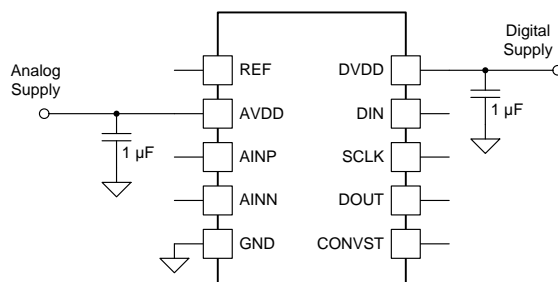 Analog
Supply
1 µF
REF
AVDD
AINP
AINN
GND
DVDD
DIN
SCLK
DOUT
CONVST
Digital
Supply
1 µF